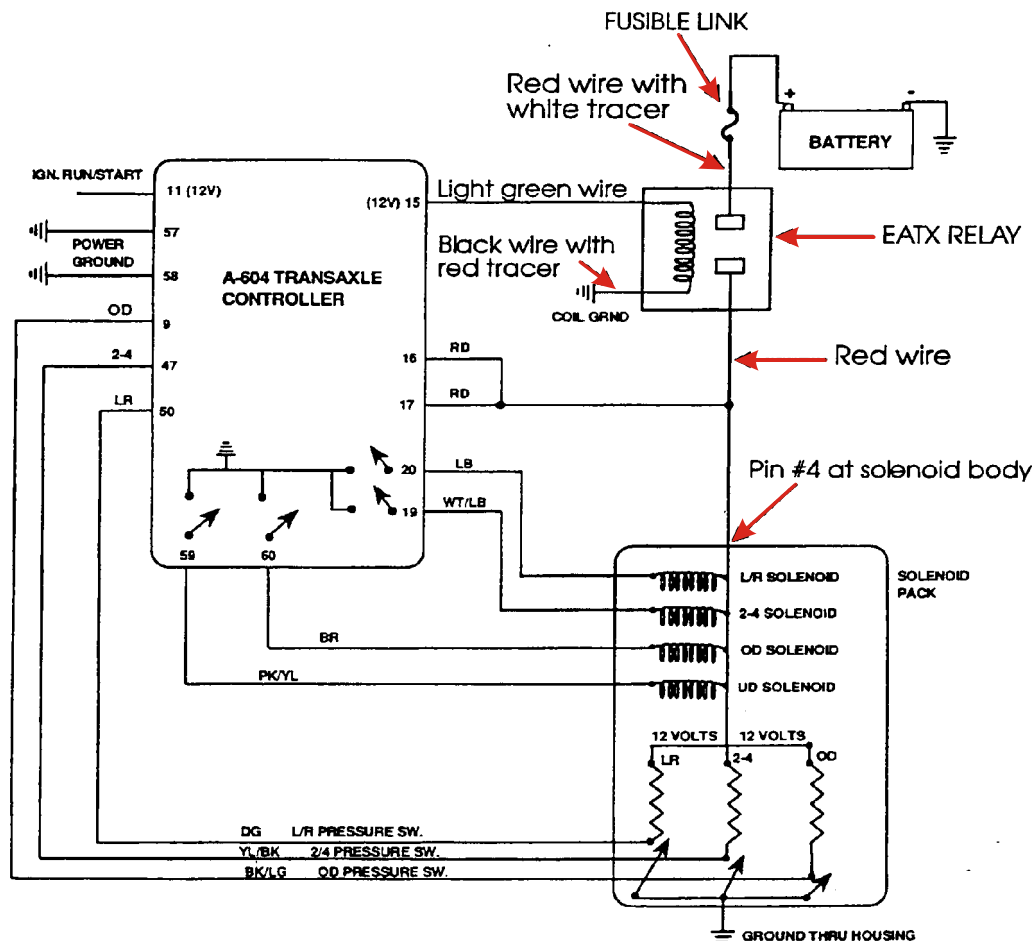 FUSIBLE LINK
Red wire with
white tracer
+
-
BATTERY
IGN. RUN/START
11 (12V)
(12V) 15
Light green wire
57
POWER
GROUND
58
A-604 TRANSAXLE
CONTROLLER
Black wire with
red tracer
COIL GRND
EATX RELAY
OD
9
2-4
47
LR
50
16
RD
17
RD
Red wire
20
LB
19
WT/LB
Pin #4 at solenoid body
59
60
L/R SOLENOID
SOLENOID
PACK
2-4 SOLENOID
BR
OD SOLENOID
PK/YL
UD SOLENOID
12 VOLTS
12 VOLTS
LR
2-4
OD
DG L/R PRESSURE SW.
YL/BK 2/4 PRESSURE SW.
BK/LG OD PRESSURE SW.
GROUND THRU HOUSING